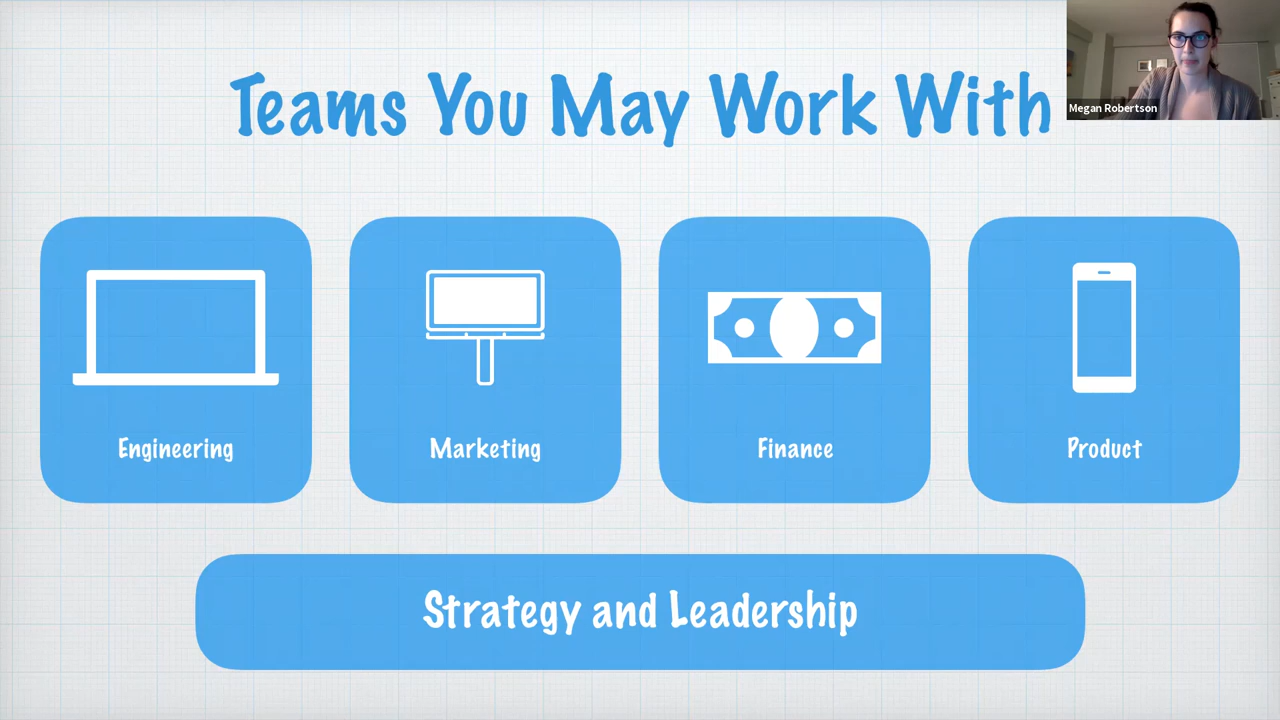 Teams You May Work With
Megan Robertson
Engineering
Marketing
Finance
Product
Strategy and Leadership